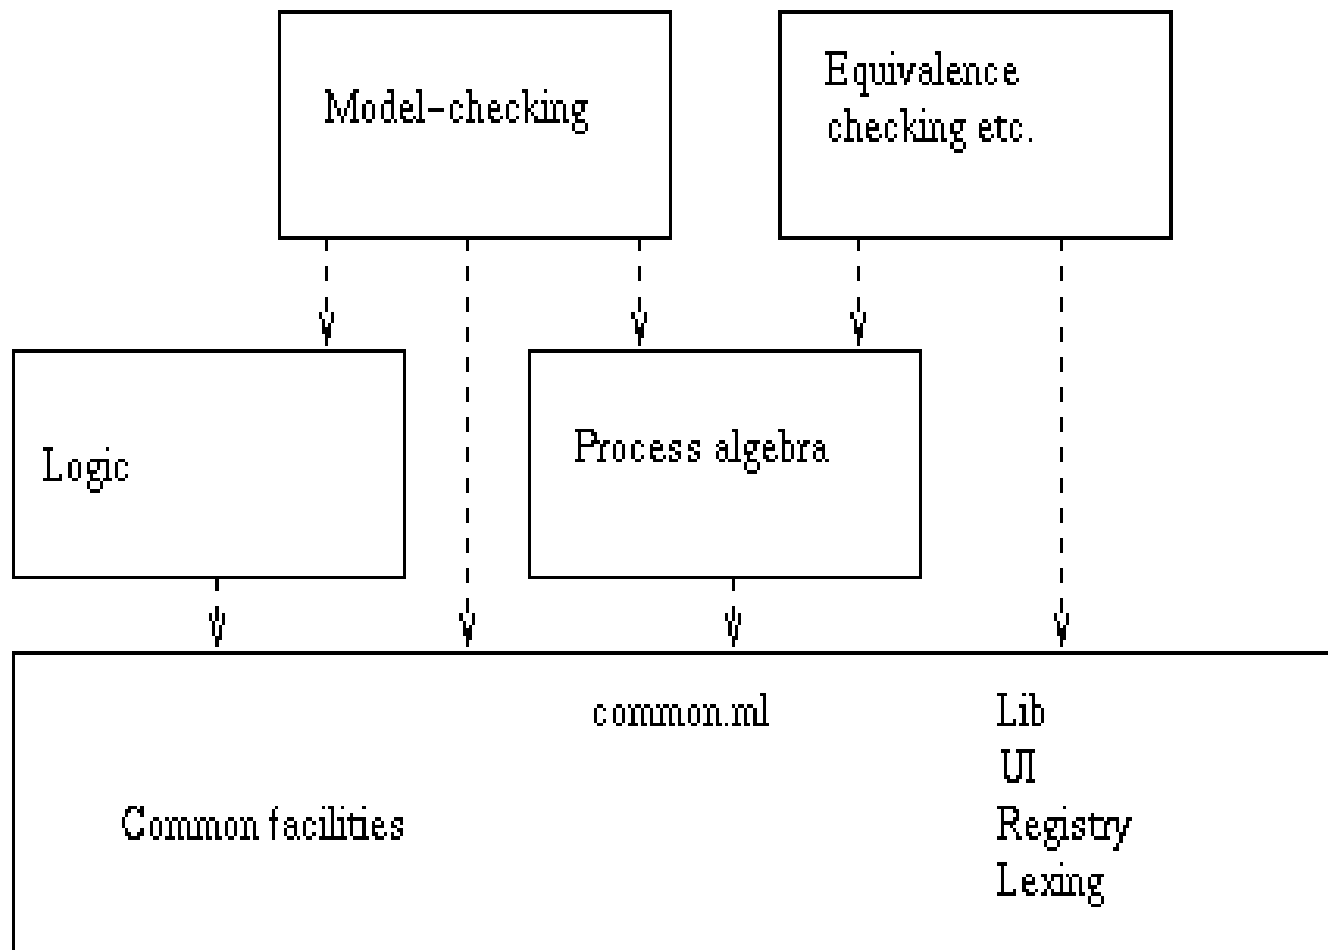 Model-checking
Equivalence
checking etc.
Logic
Process algebra
common.ml
Lib
UI
Common facilities
Registry
Lexing